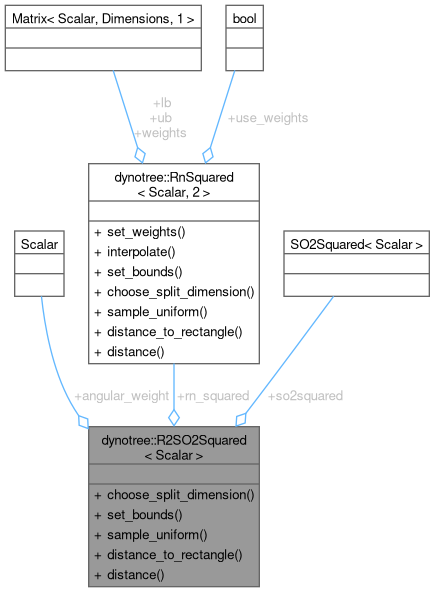 Matrix< Scalar, Dimensions, 1 >
bool
+lb
+ub
+weights
+use_weights
dynotree::RnSquared
< Scalar, 2 >
+ set_weights()
+ interpolate()
+ set_bounds()
+ choose_split_dimension()
+ sample_uniform()
+ distance_to_rectangle()
+ distance()
Scalar
SO2Squared< Scalar >
+angular_weight
+rn_squared
+so2squared
dynotree::R2SO2Squared
< Scalar >
+ choose_split_dimension()
+ set_bounds()
+ sample_uniform()
+ distance_to_rectangle()
+ distance()